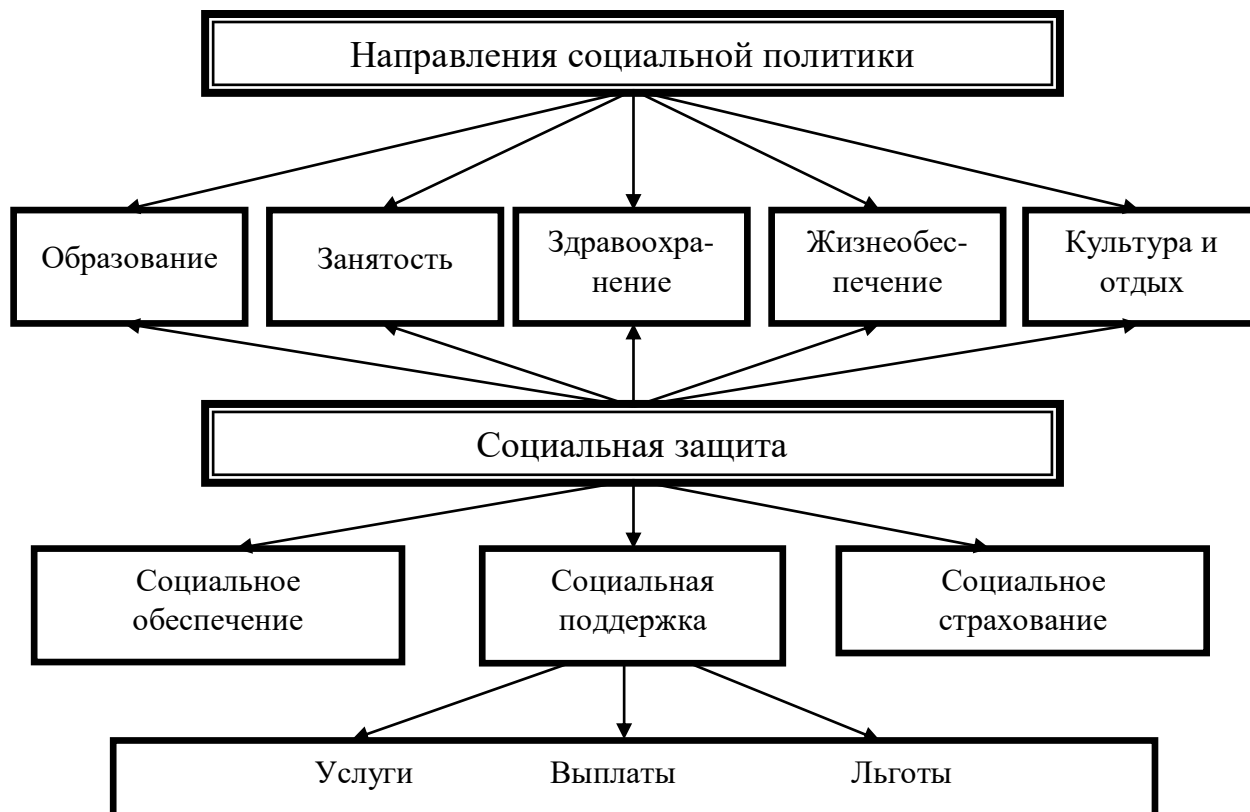 Направления социальной политики
Образование
Занятость
Здравоохра-
нение
Жизнеобес-
печение
Культура и
отдых
Социальная защита
Социальное
обеспечение
Социальная
поддержка
Социальное
страхование
Услуги Выплаты Льготы